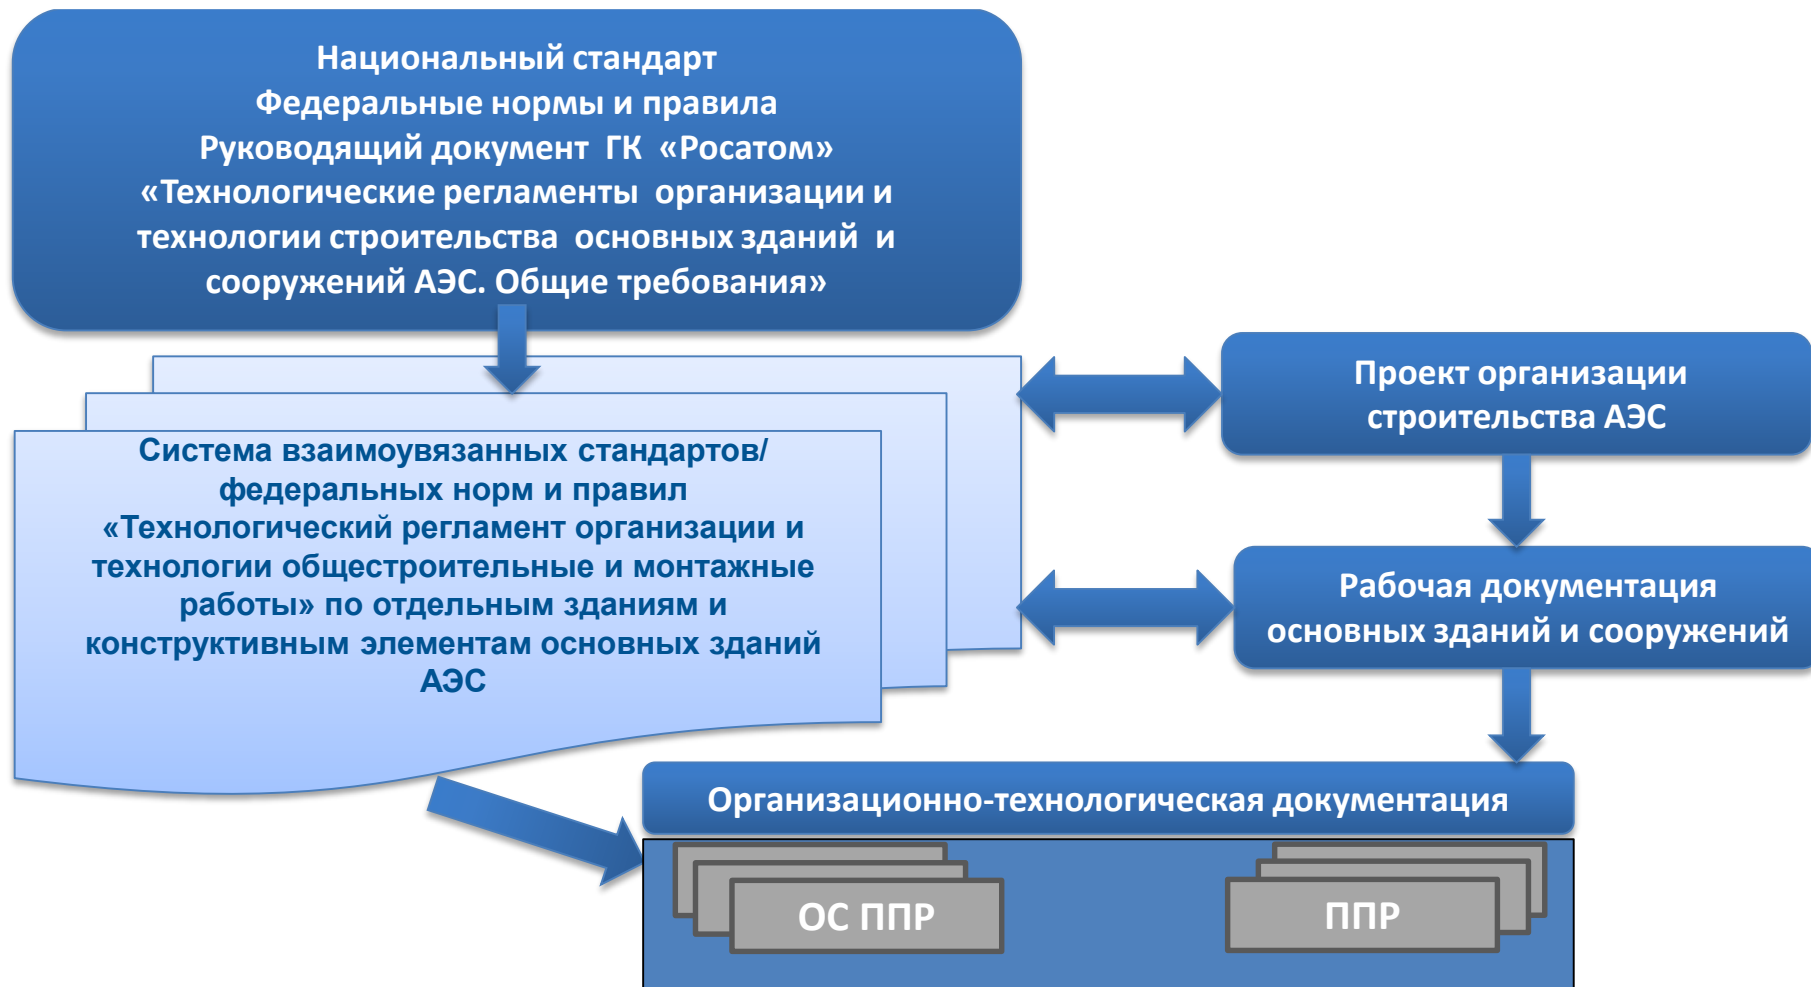 Национальный стандарт
Федеральные нормы и правила
Руководящий документ ГК «Росатом»
«Технологические регламенты организации и
технологии строительства основных зданий и
сооружений АЭС. Общие требования»
Проект организации
строительства АЭС
Система взаимоувязанных стандартов/
федеральных норм и правил
«Технологический регламент организации и
технологии общестроительные и монтажные
работы» по отдельным зданиям и
конструктивным элементам основных зданий
АЭС
Рабочая документация
основных зданий и сооружений
Организационно-технологическая документация
ОС ППР
ППР